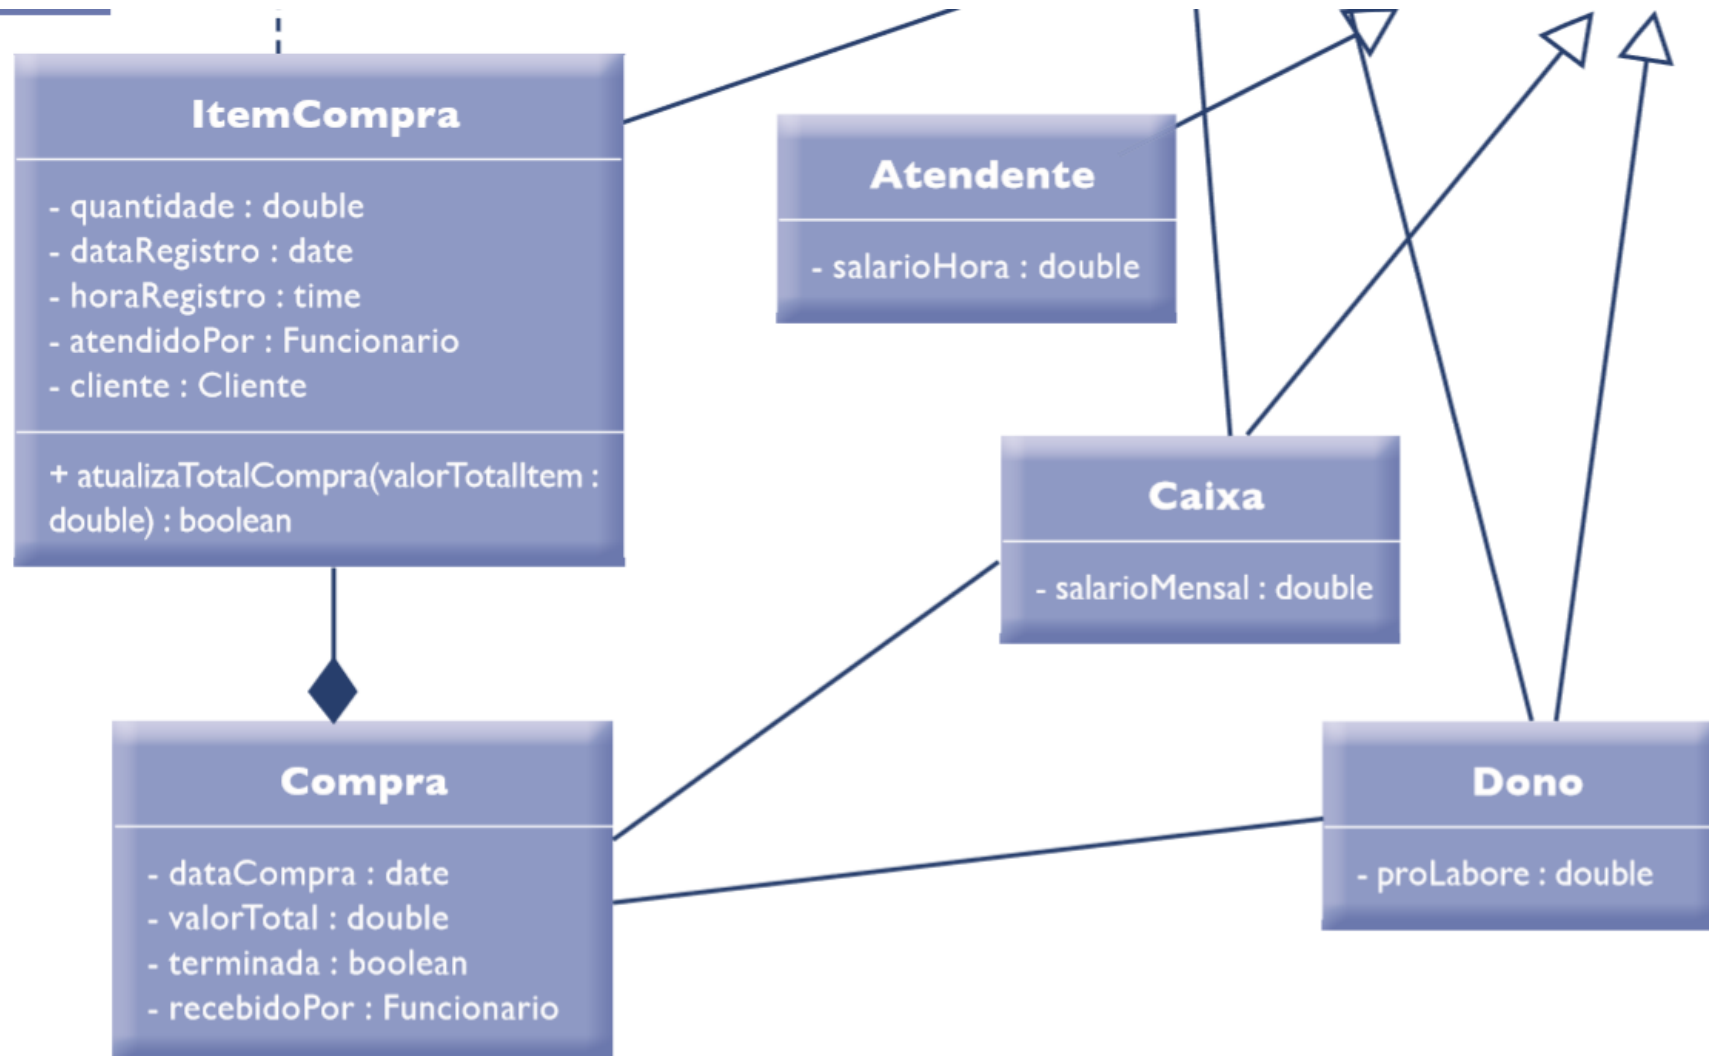 ItemCompra
- quantidade : double
- dataRegistro : date
- horaRegistro : time
- atendidoPor : Funcionario
- cliente : Cliente
+ atualizaTotalCompra(valorTotalItem :
double) : boolean
Atendente
- salarioHora : double
Caixa
- salarioMensal : double
Compra
- dataCompra : date
- valorTotal : double
- terminada : boolean
- recebidoPor : Funcionario
Dono
- proLabore : double